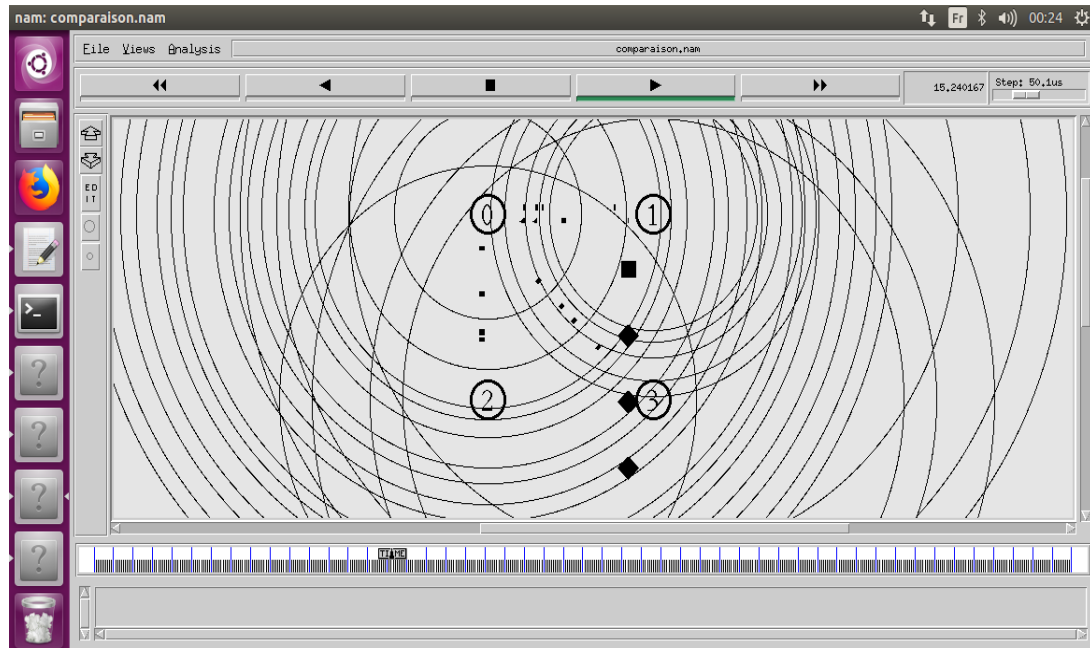 nam: comparaison.nam
Fr
00:24
File Views Analysis
comparaison.nam
15.240167
Step: 50.1us
ED
IT
0
1
2
3
TIME